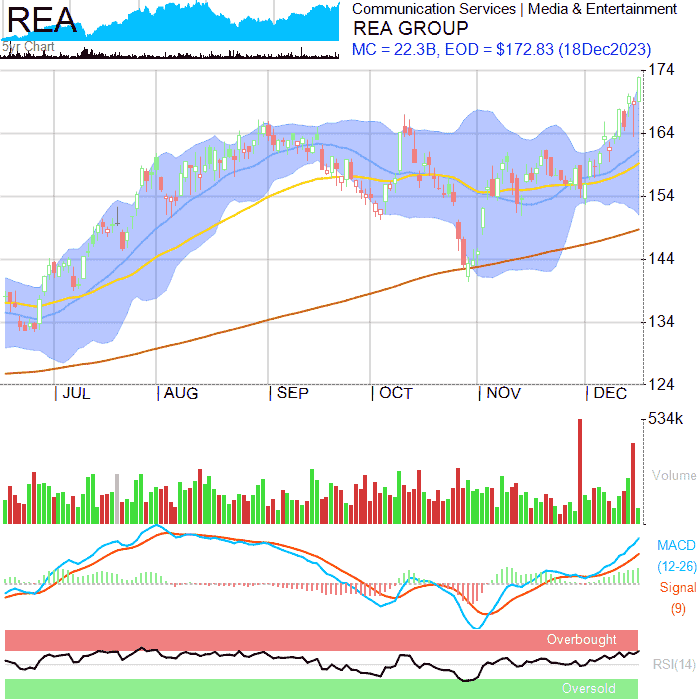 REA
5yr Chart
Communication Services | Media & Entertainment
REA GROUP
MC = 22.3B, EOD = $172.83 (18Dec2023)
174
164
154
144
134
124
JUL AUG SEP OCT NOV DEC
534k
Volume
MACD
(12-26)
Signal
(9)
Overbought
RSI(14)
Oversold